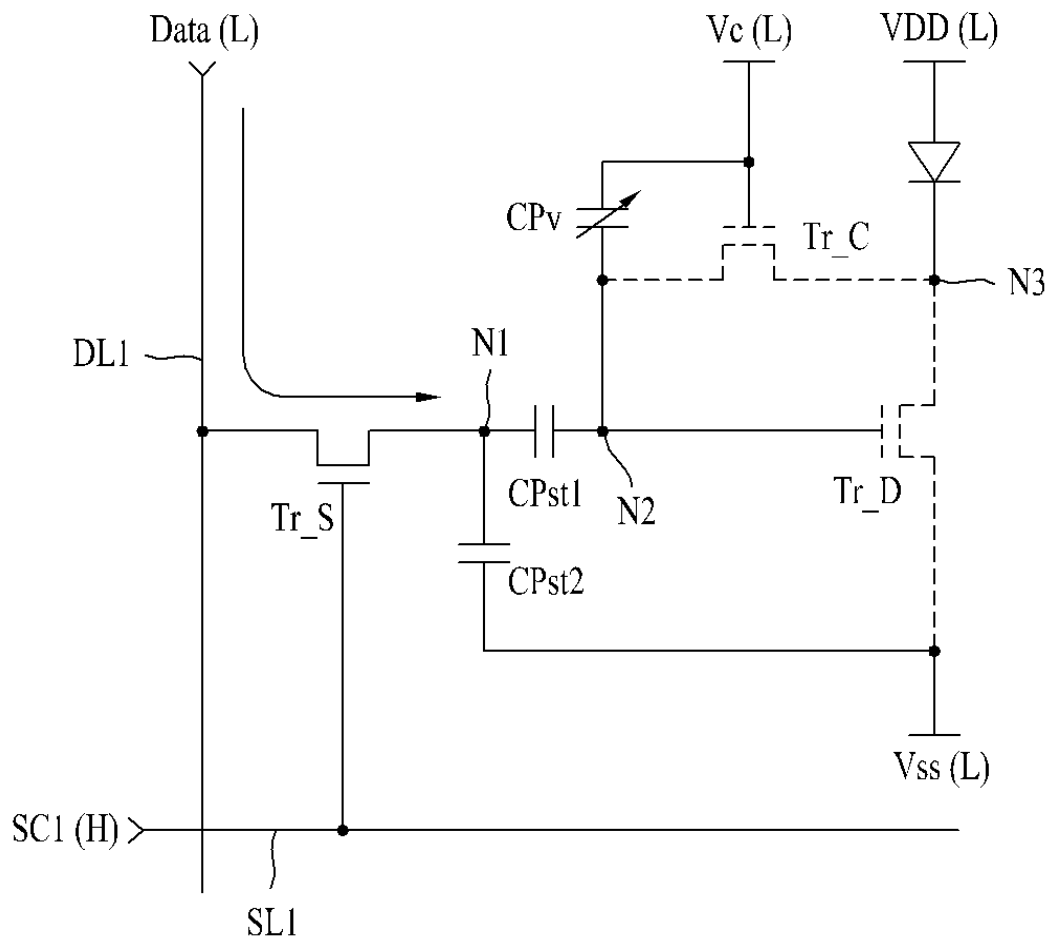 Data (L)
Vc (L)
VDD (L)
CPv
Tr_C
N3
DL1
N1
CPst1
N2
Tr_D
Tr_S
CPst2
Vss (L)
SC1 (H)
SL1